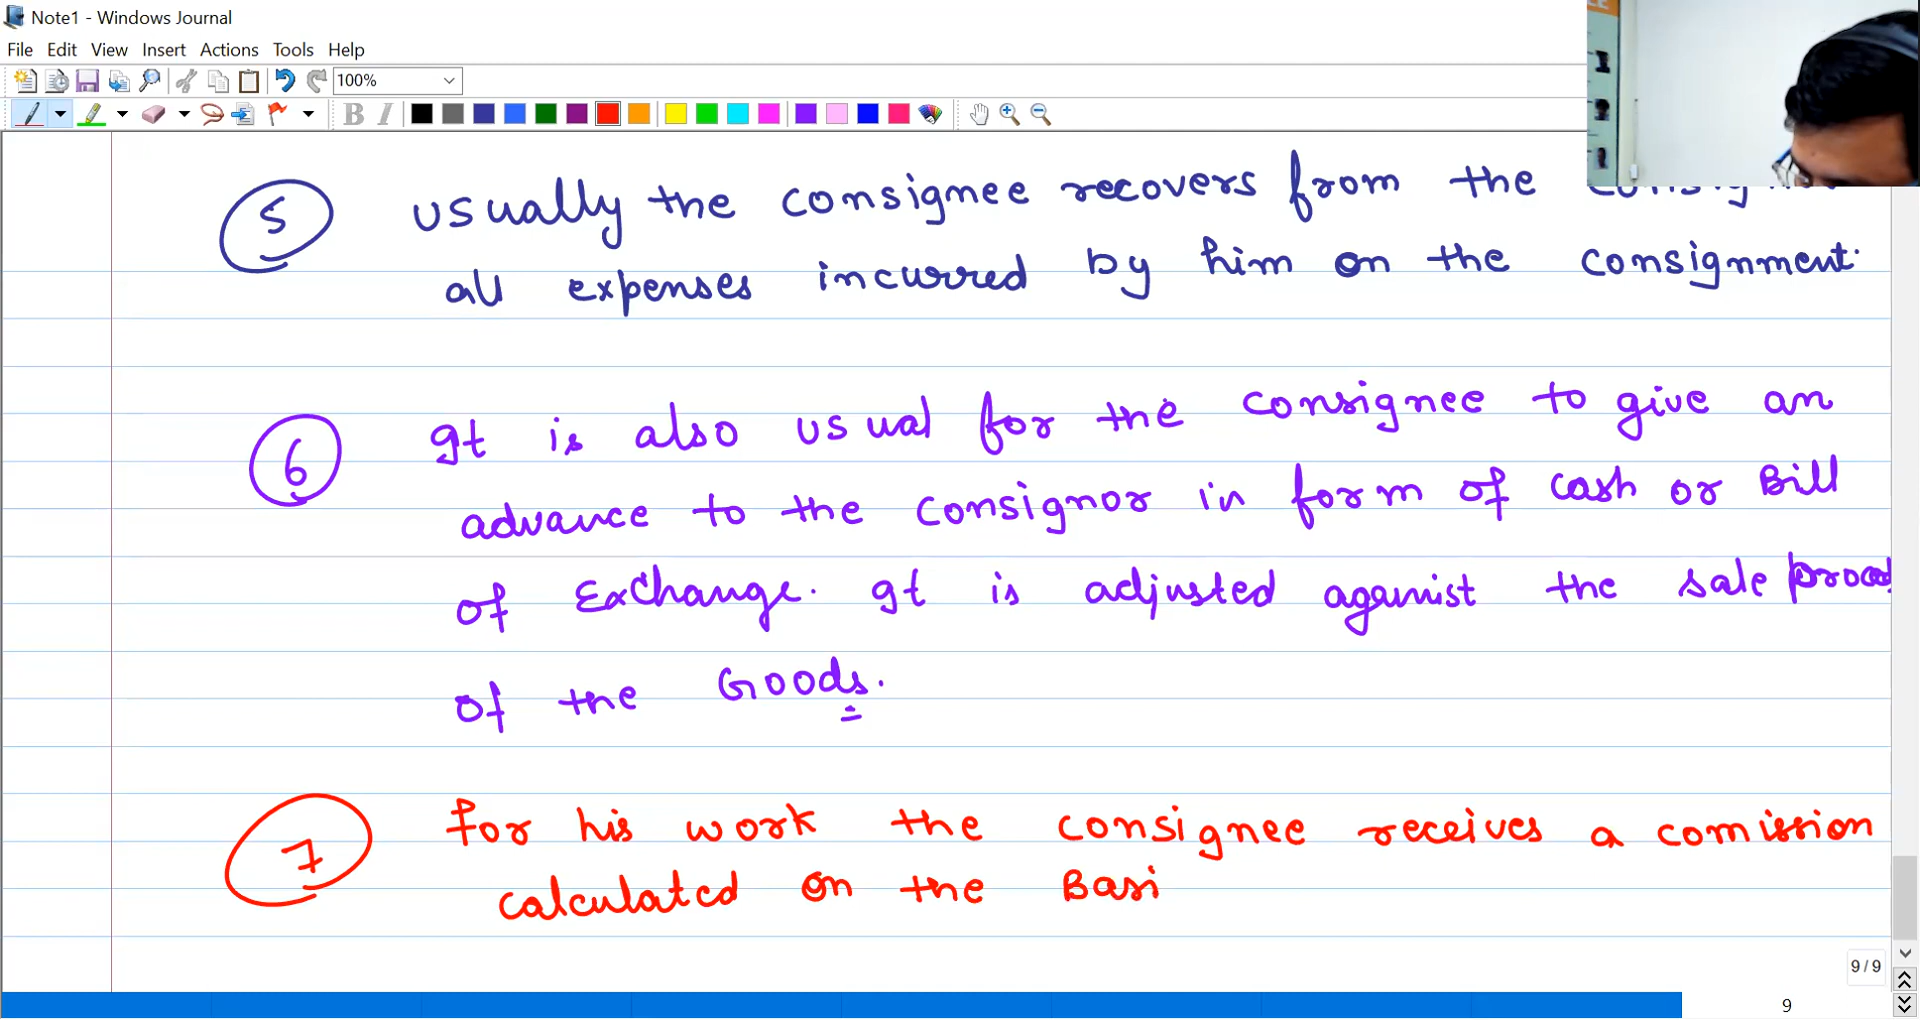 Note1 - Windows Journal
File Edit View Insert Actions Tools Help
100%
B I
5 usually the consignee recovers from the
all expenses incurred by him on the consignment.
6 It is also usual for the consignee to give an
advance to the consignor in form of cash or Bill
of Exchange. It is adjusted against the sale
of the Goods.
7 for his work the consignee receives a comission
calculated on the Basi
9/9
9